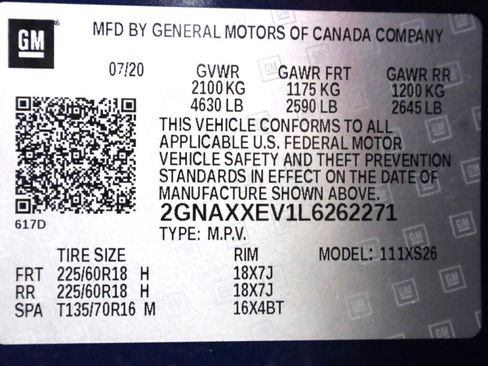 GM
MFD BY GENERAL MOTORS OF CANADA COMPANY
07/20 GVWR GAWR FRT GAWR RR
2100 KG 1175 KG 1200 KG
4630 LB 2590 LB 2645 LB
THIS VEHICLE CONFORMS TO ALL
APPLICABLE U.S. FEDERAL MOTOR
VEHICLE SAFETY AND THEFT PREVENTION
STANDARDS IN EFFECT ON THE DATE OF
MANUFACTURE SHOWN ABOVE.
2GNAXXEV1L6262271
617D
TYPE: M.P.V.
TIRE SIZE RIM MODEL: 111XS26
FRT 225/60R18 H 18X7J
RR 225/60R18 H 18X7J
SPA T135/70R16 M 16X4BT